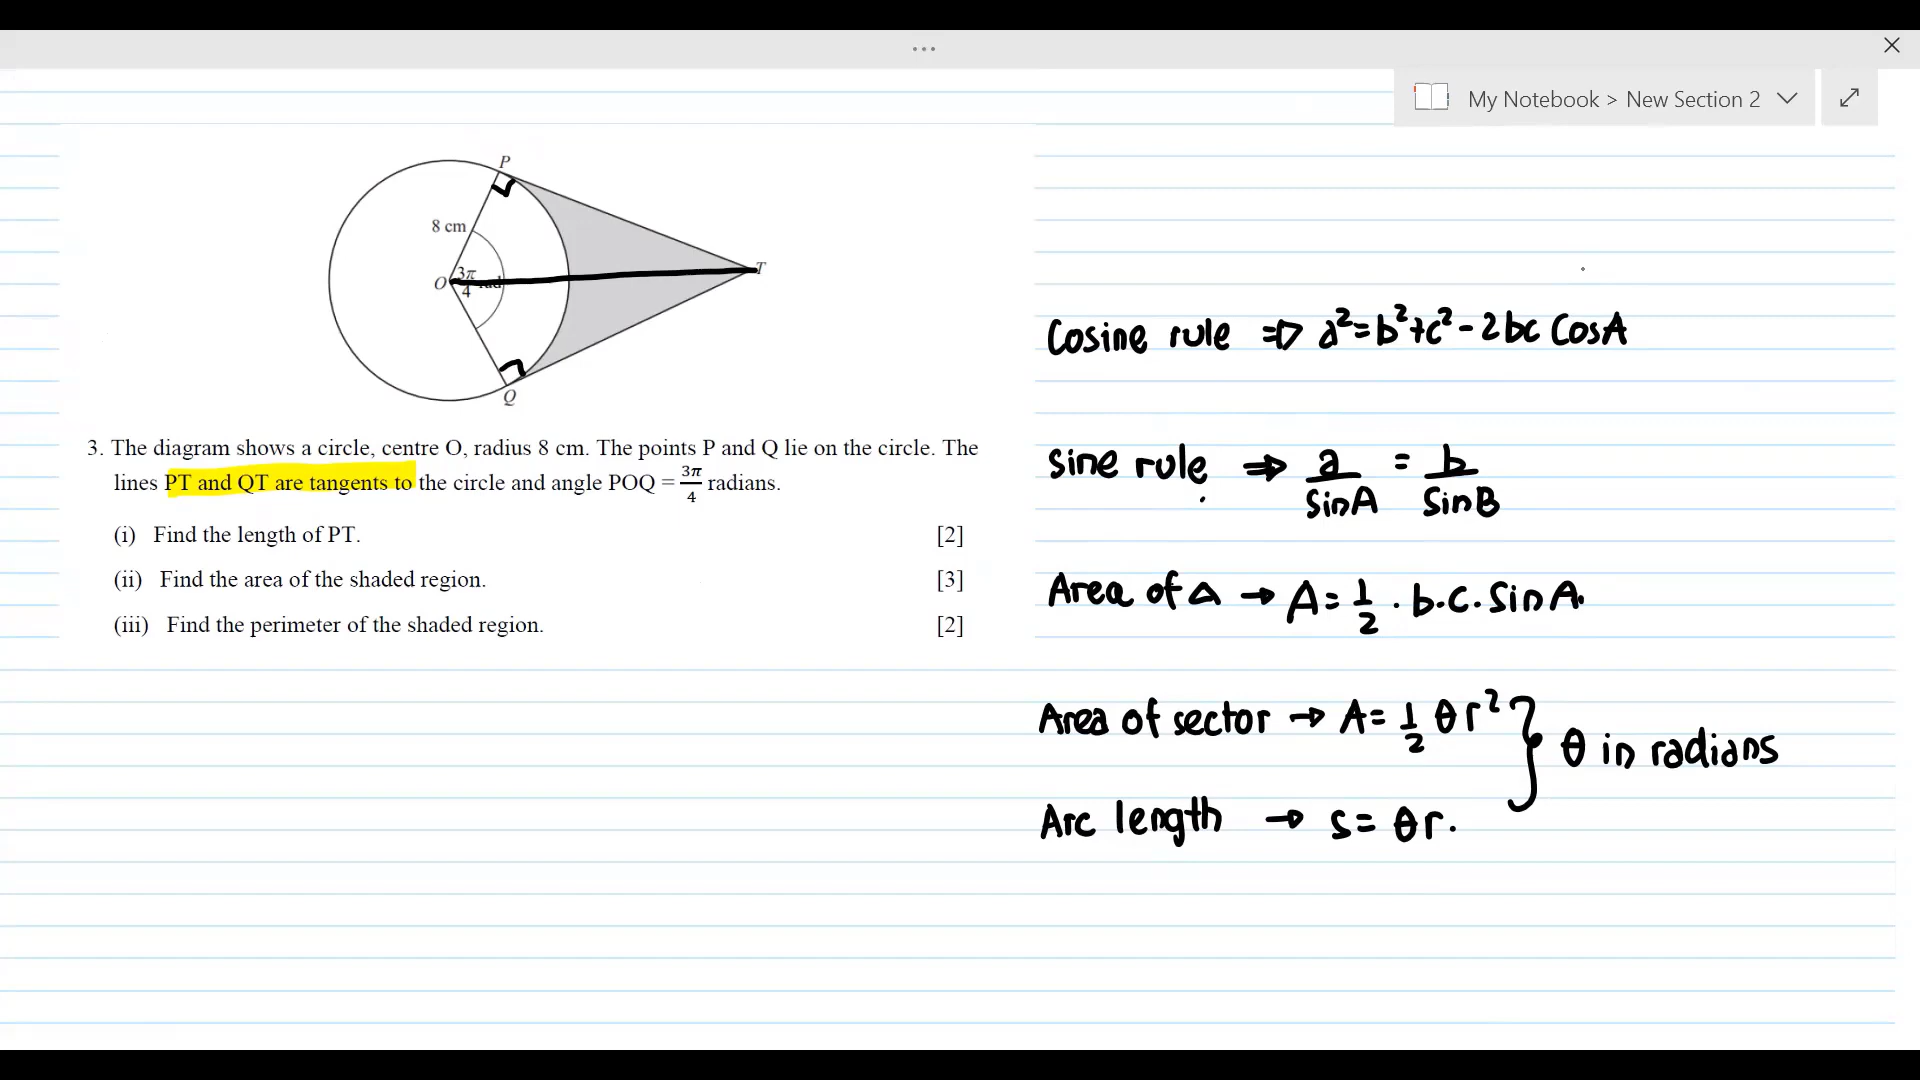 My Notebook > New Section 2
P
8 cm
O
3π
4
rad
T
Q
3. The diagram shows a circle, centre O, radius 8 cm. The points P and Q lie on the circle. The
lines PT and QT are tangents to the circle and angle POQ = 3π/4 radians.
(i) Find the length of PT. [2]
(ii) Find the area of the shaded region. [3]
(iii) Find the perimeter of the shaded region. [2]
Cosine rule ⇒ a²=b²+c²-2bc CosA
Sine rule ⇒ a/SinA = b/SinB
Area of Δ → A= 1/2 . b.c. Sin A.
Area of sector → A= 1/2 θ r² } θ in radians
Arc length → s= θr.